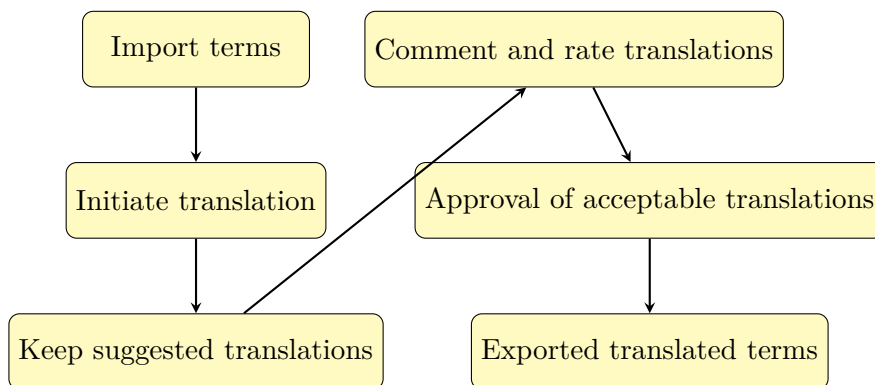 Import terms
Initiate translation
Keep suggested translations
Comment and rate translations
Approval of acceptable translations
Exported translated terms